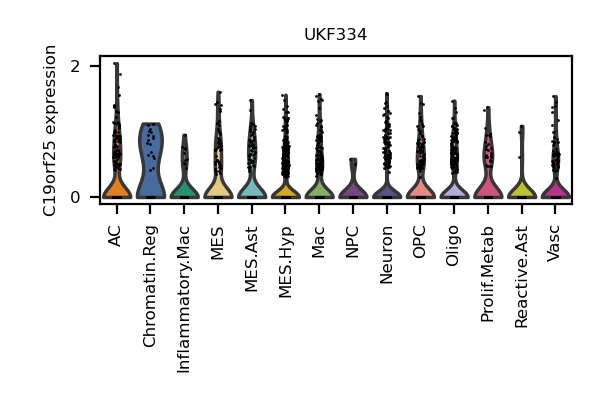 UKF334
C19orf25 expression
2
0
AC
Chromatin.Reg
Inflammatory.Mac
MES
MES.Ast
MES.Hyp
Mac
NPC
Neuron
OPC
Oligo
Prolif.Metab
Reactive.Ast
Vasc